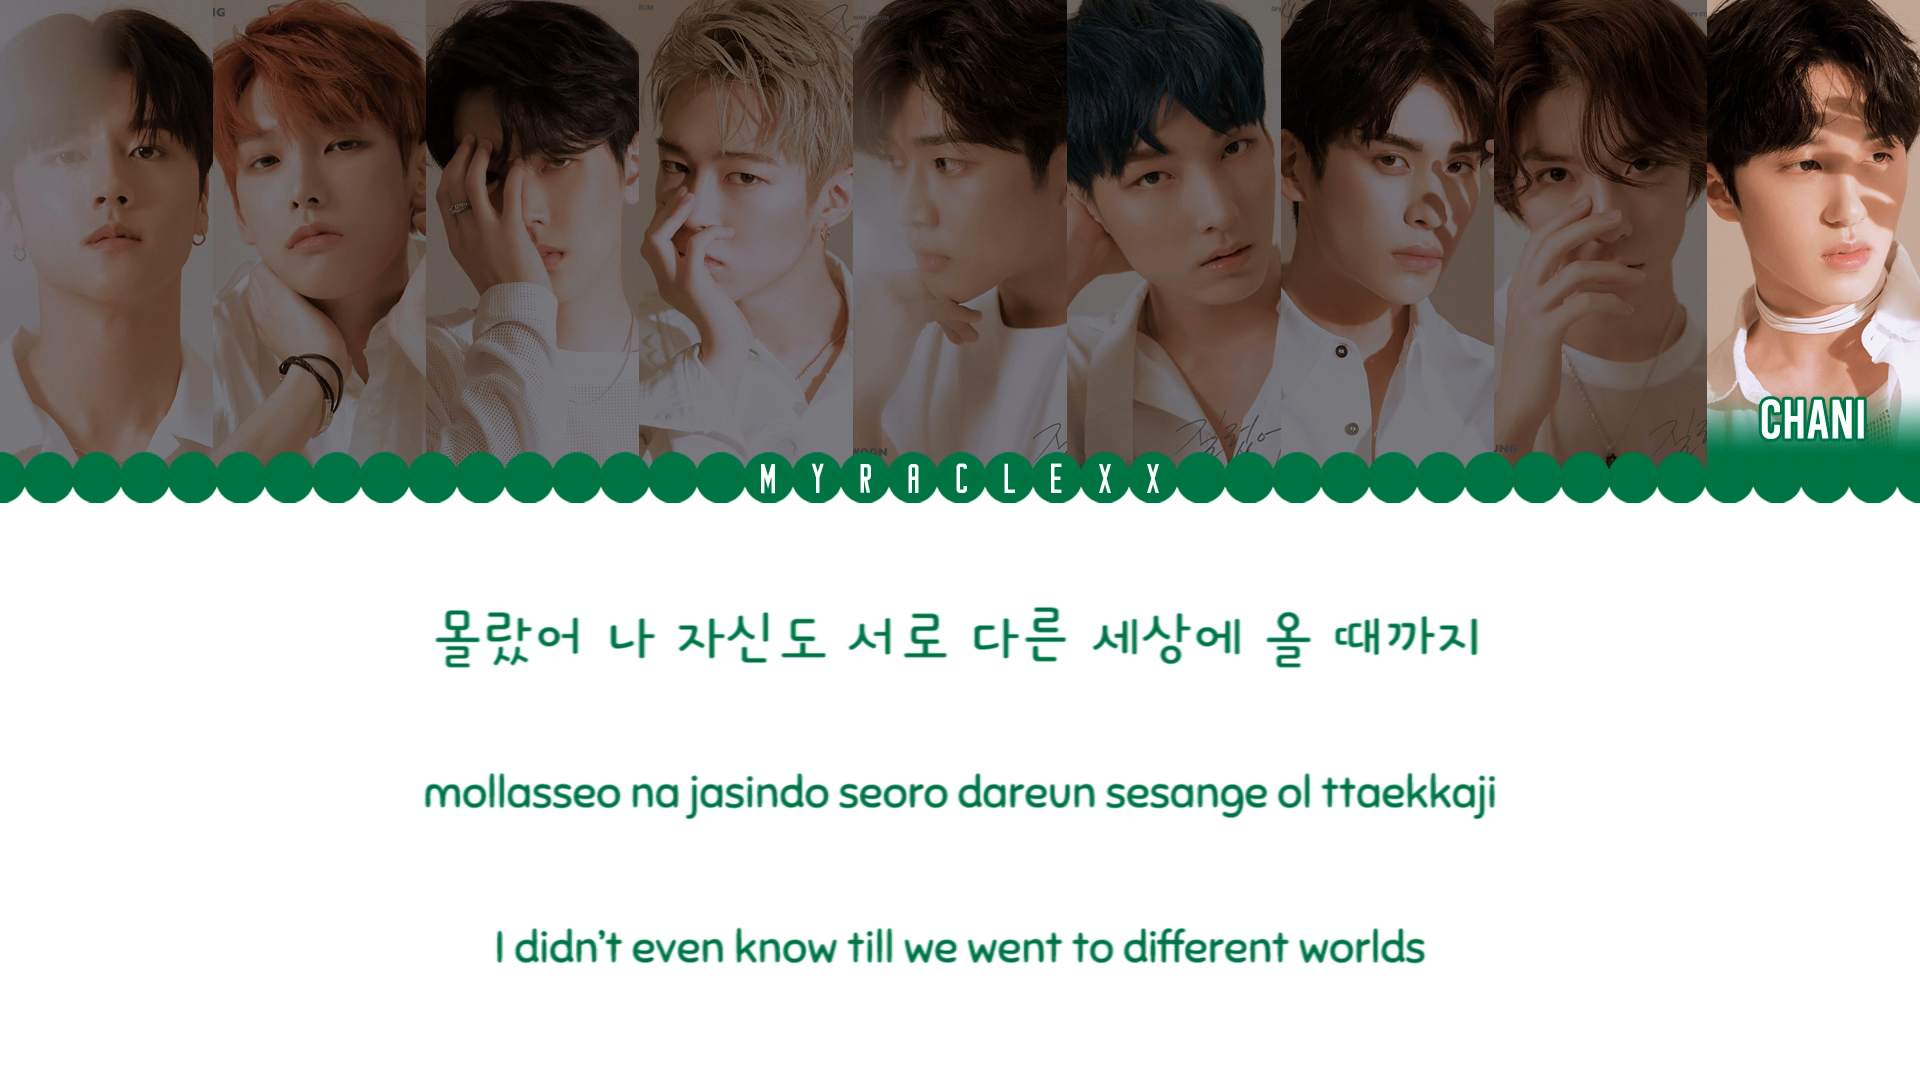 CHANI
MYRACLEXX
몰랐어 나 자신도 서로 다른 세상에 올 때까지
mollasseo na jasindo seoro dareun sesange ol ttaekkaji
I didn't even know till we went to different worlds